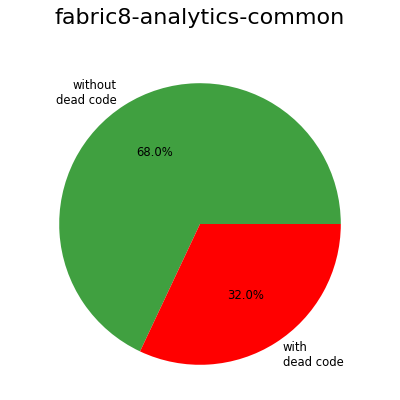 fabric8-analytics-common
without
dead code
68.0%
32.0%
with
dead code